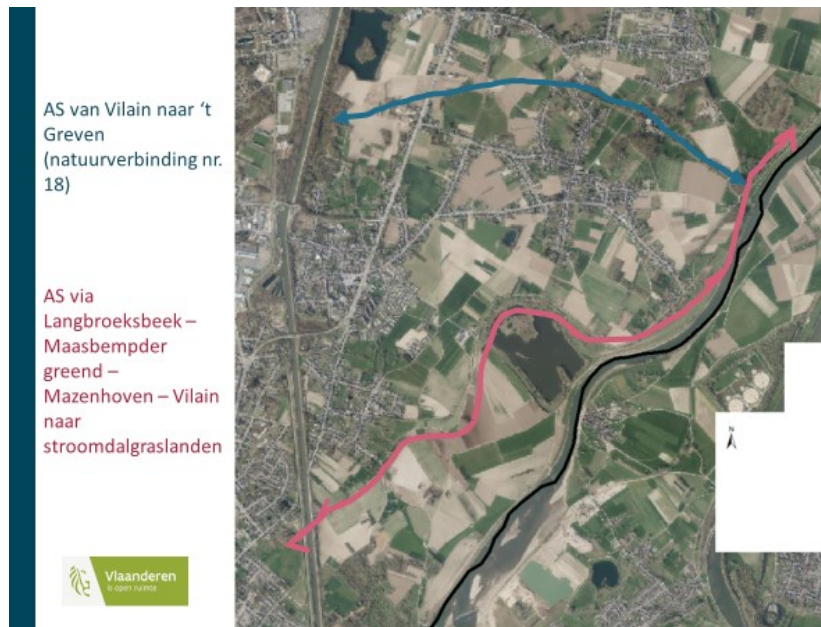 AS van Vilain naar ‘t
Greven
(natuurverbinding nr.
18)
AS via
Langbroeksbeek –
Maasbempder
greend –
Mazenhoven – Vilain
naar
stroomdalgraslanden
Vlaanderen
is open ruimte
N